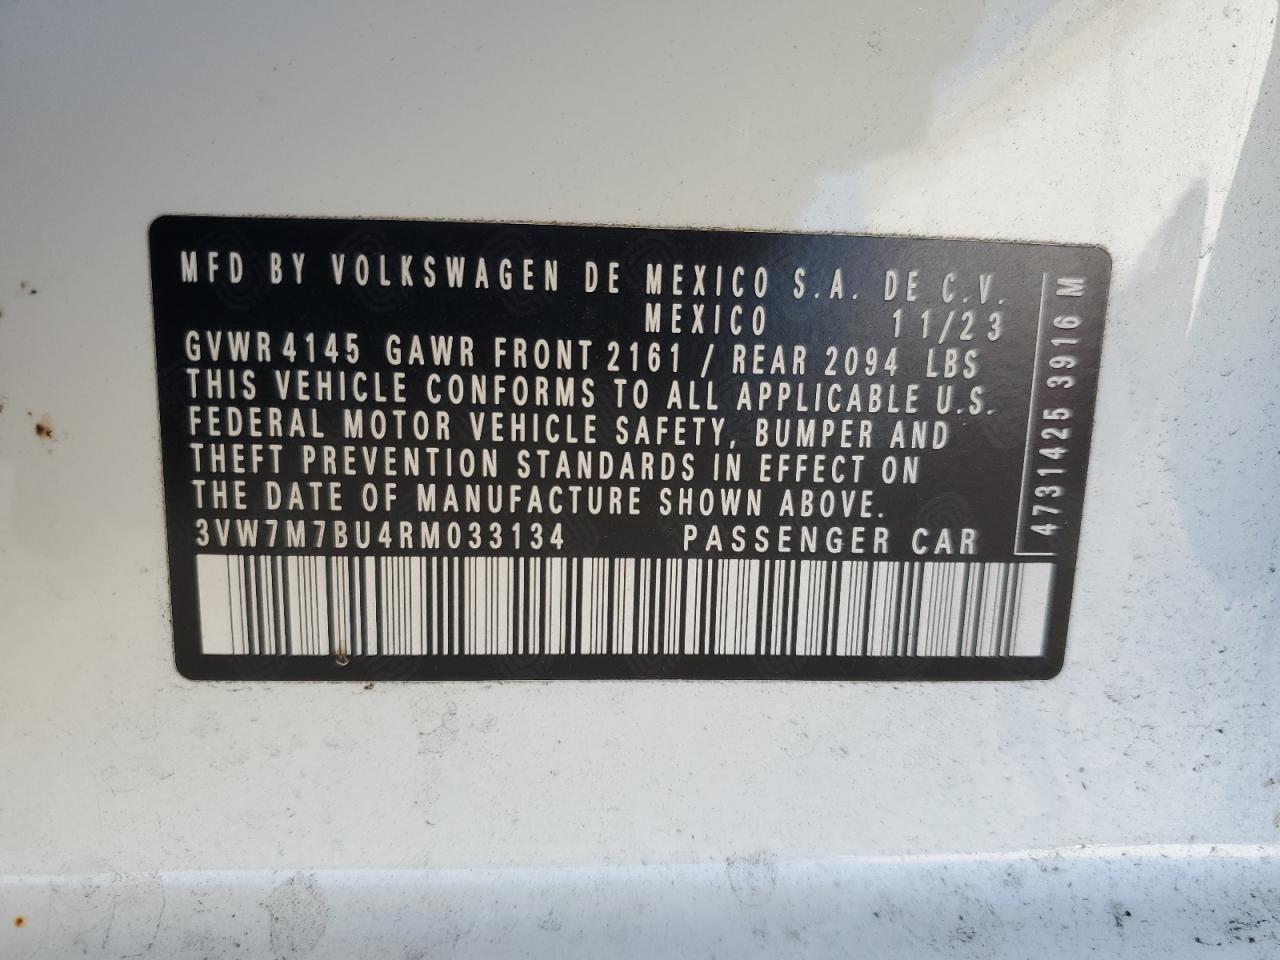 MFD BY VOLKSWAGEN DE MEXICO S.A. DE C.V.
MEXICO 11/23
GVWR 4145 GAWR FRONT 2161 / REAR 2094 LBS
THIS VEHICLE CONFORMS TO ALL APPLICABLE U.S.
FEDERAL MOTOR VEHICLE SAFETY, BUMPER AND
THEFT PREVENTION STANDARDS IN EFFECT ON
THE DATE OF MANUFACTURE SHOWN ABOVE.
3VW7M7BU4RM033134 PASSENGER CAR
4731425 3916 M